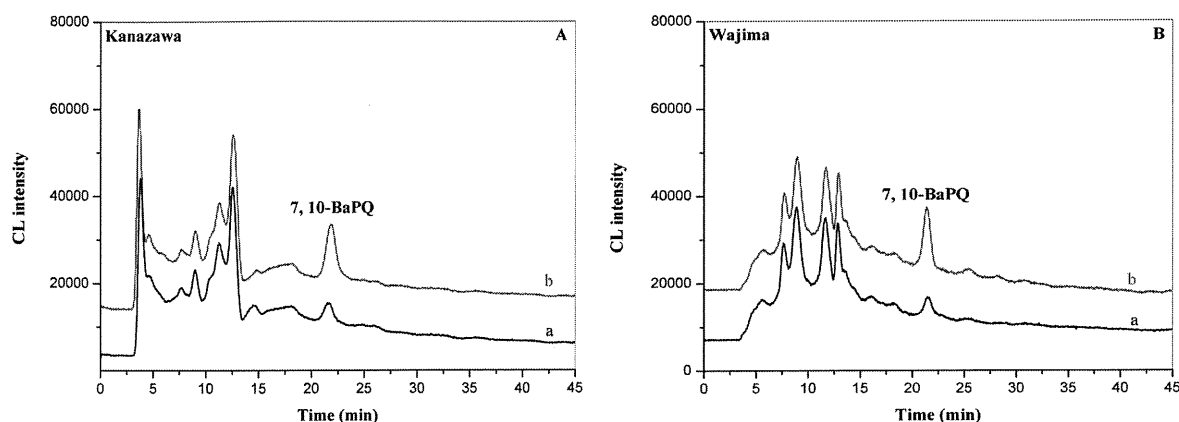 Kanazawa A
80000
60000
40000
20000
CL intensity
7, 10-BaPQ
b
a
0 5 10 15 20 25 30 35 40 45
Time (min)
Wajima B
80000
60000
40000
20000
0
CL intensity
7, 10-BaPQ
b
a
0 5 10 15 20 25 30 35 40 45
Time (min)